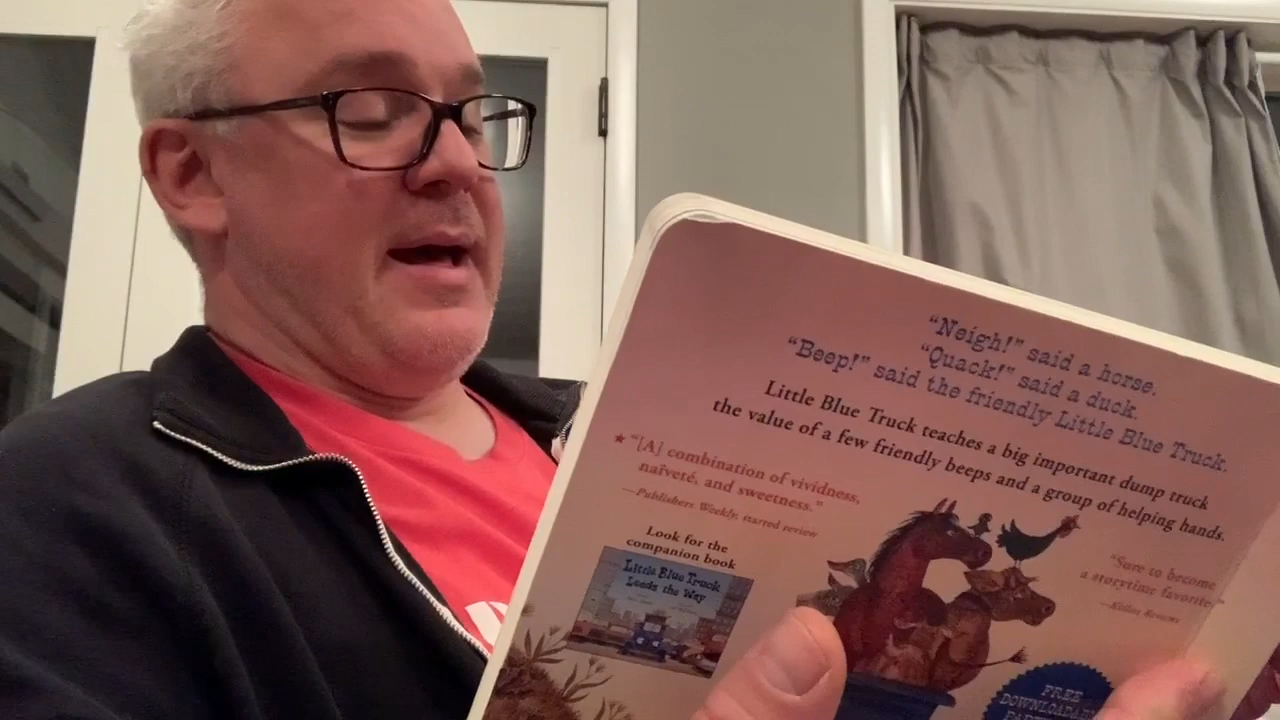 “Neigh!” said a horse.
“Quack!” said a duck.
“Beep!” said the friendly Little Blue Truck.
Little Blue Truck teaches a big important dump truck
the value of a few friendly beeps and a group of helping hands.
★ “[A] combination of vividness,
naïveté, and sweetness.”
—Publishers Weekly, starred review
Look for the
companion book
Little Blue Truck
Leads the Way
“Sure to become
a storytime favorite.”
—Kirkus Reviews
FREE